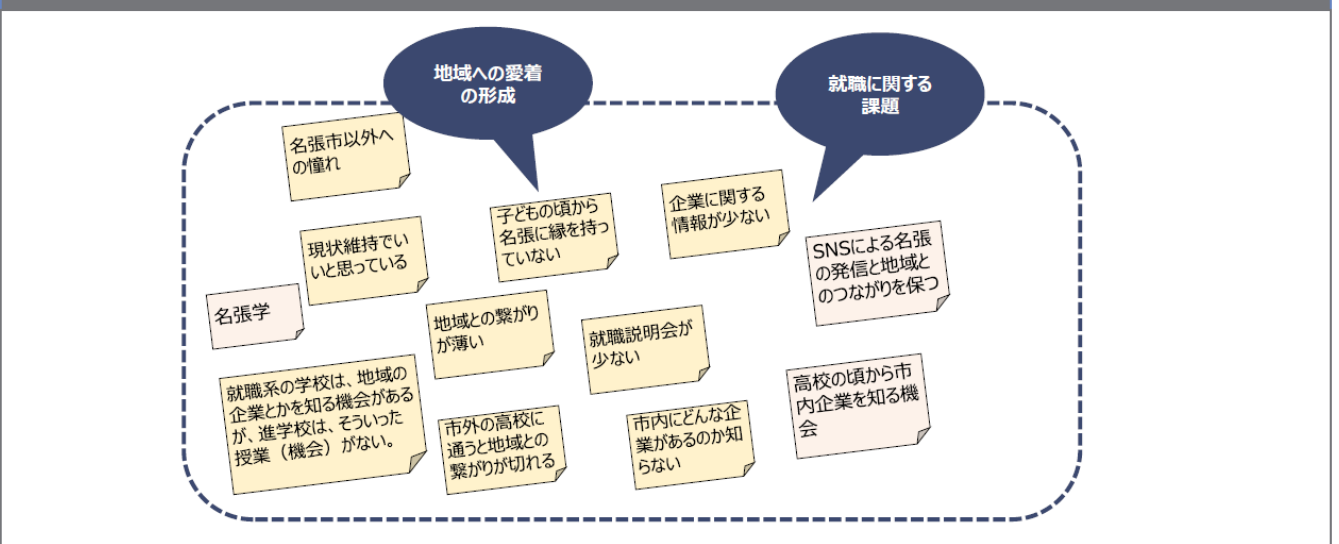 地域への愛着
の形成
就職に関する
課題
名張市以外へ
の憧れ
現状維持でい
いと思っている
名張学
就職系の学校は、地域の
企業とかを知る機会がある
が、進学校は、そういった
授業（機会）がない。
子どもの頃から
名張に縁を持っ
ていない
地域との繋がり
が薄い
市外の高校に
通うと地域との
繋がりが切れる
企業に関する
情報が少ない
就職説明会が
少ない
市内にどんな企
業があるのか知
らない
SNSによる名張
の発信と地域と
のつながりを保つ
高校の頃から市
内企業を知る機
会